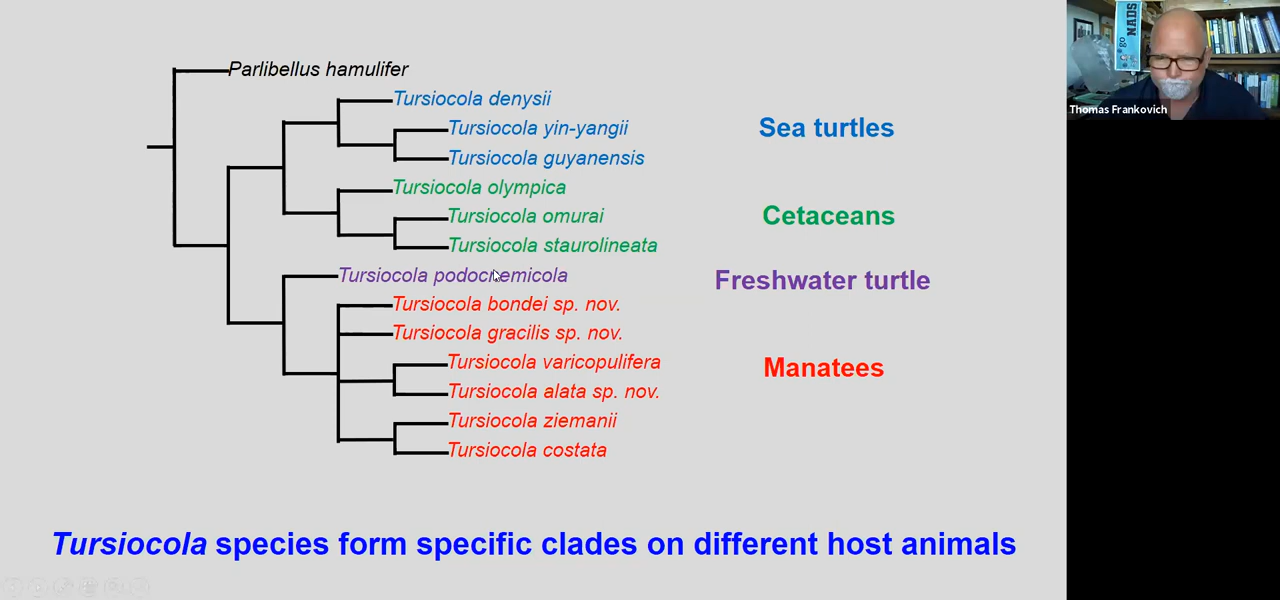 Parlibellus hamulifer
Tursiocola denysii
Tursiocola yin-yangii
Tursiocola guyanensis
Sea turtles
Tursiocola olympica
Tursiocola omurai
Tursiocola staurolineata
Cetaceans
Tursiocola podocnemicola
Freshwater turtle
Tursiocola bondei sp. nov.
Tursiocola gracilis sp. nov.
Tursiocola varicopulifera
Tursiocola alata sp. nov.
Tursiocola ziemanii
Tursiocola costata
Manatees
Tursiocola species form specific clades on different host animals
go NADS
Thomas Frankovich